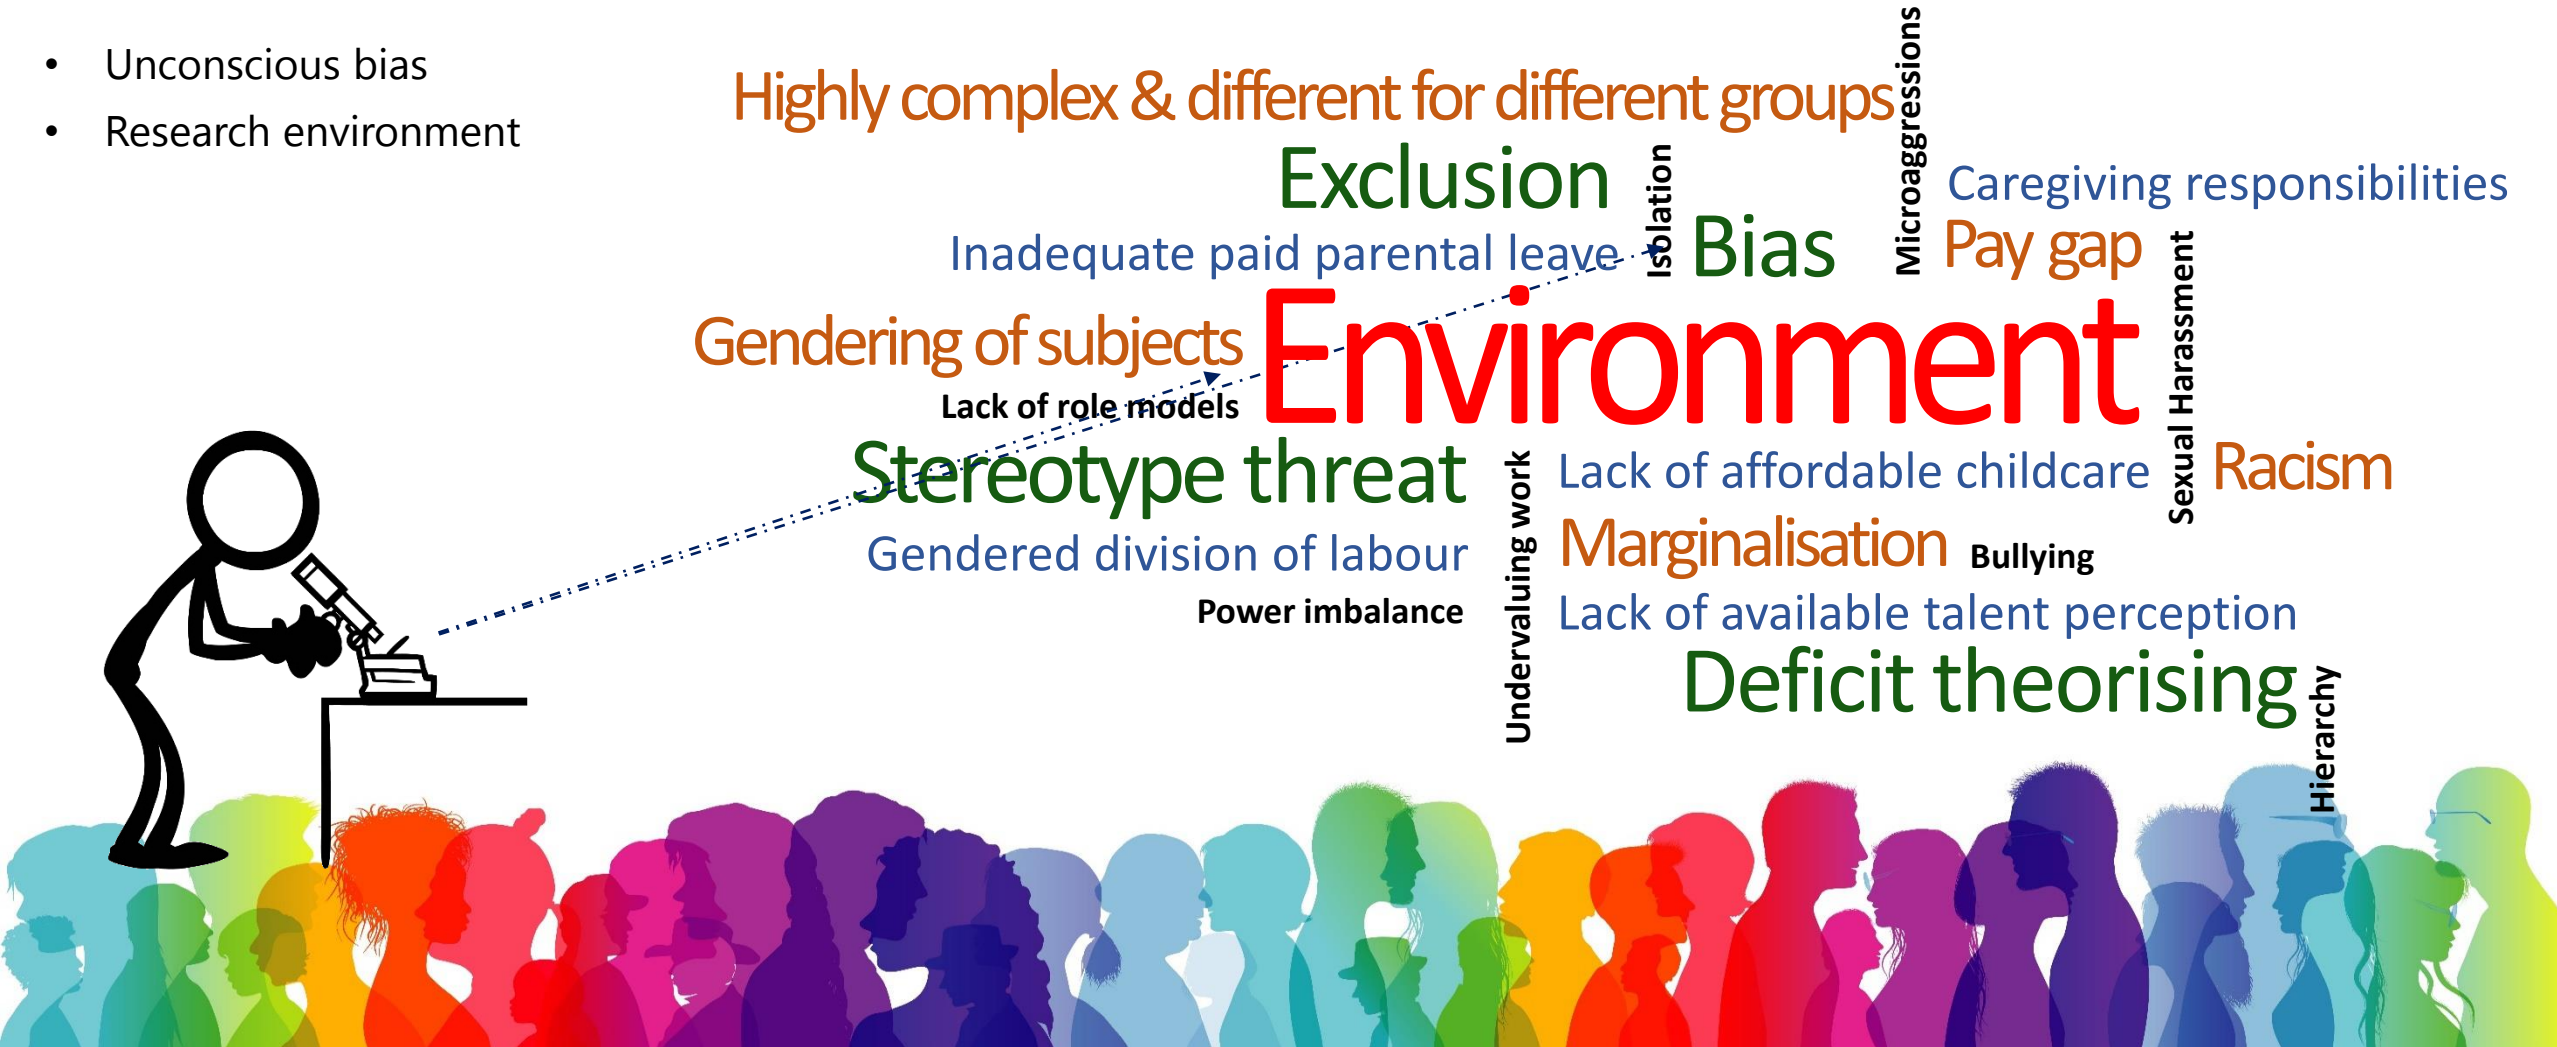 • Unconscious bias
• Research environment
Highly complex & different for different groups
Microaggressions
Exclusion
Isolation
Caregiving responsibilities
Inadequate paid parental leave
Bias
Pay gap
Sexual Harassment
Gendering of subjects
Environment
Lack of role models
Stereotype threat
Undervaluing work
Lack of affordable childcare
Racism
Gendered division of labour
Marginalisation
Bullying
Power imbalance
Lack of available talent perception
Deficit theorising
Hierarchy